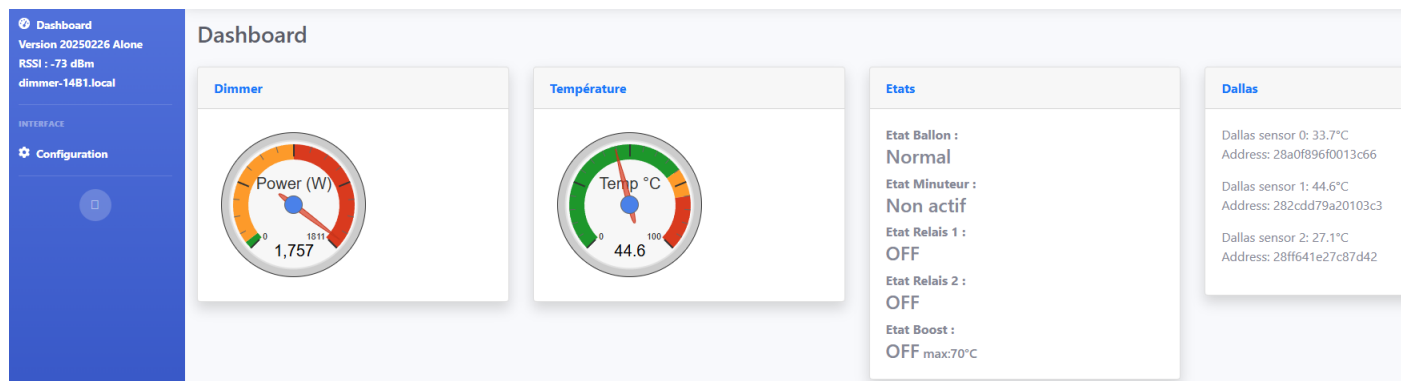 Dashboard
Version 20250226 Alone
RSSI : -73 dBm
dimmer-14B1.local
INTERFACE
Configuration
Dashboard
Dimmer
Power (W)
0
1811
1,757
Température
Temp °C
0
100
44.6
Etats
Etat Ballon :
Normal
Etat Minuteur :
Non actif
Etat Relais 1 :
OFF
Etat Relais 2 :
OFF
Etat Boost :
OFF max:70°C
Dallas
Dallas sensor 0: 33.7°C
Address: 28a0f896f0013c66
Dallas sensor 1: 44.6°C
Address: 282cdd79a20103c3
Dallas sensor 2: 27.1°C
Address: 28ff641e27c87d42